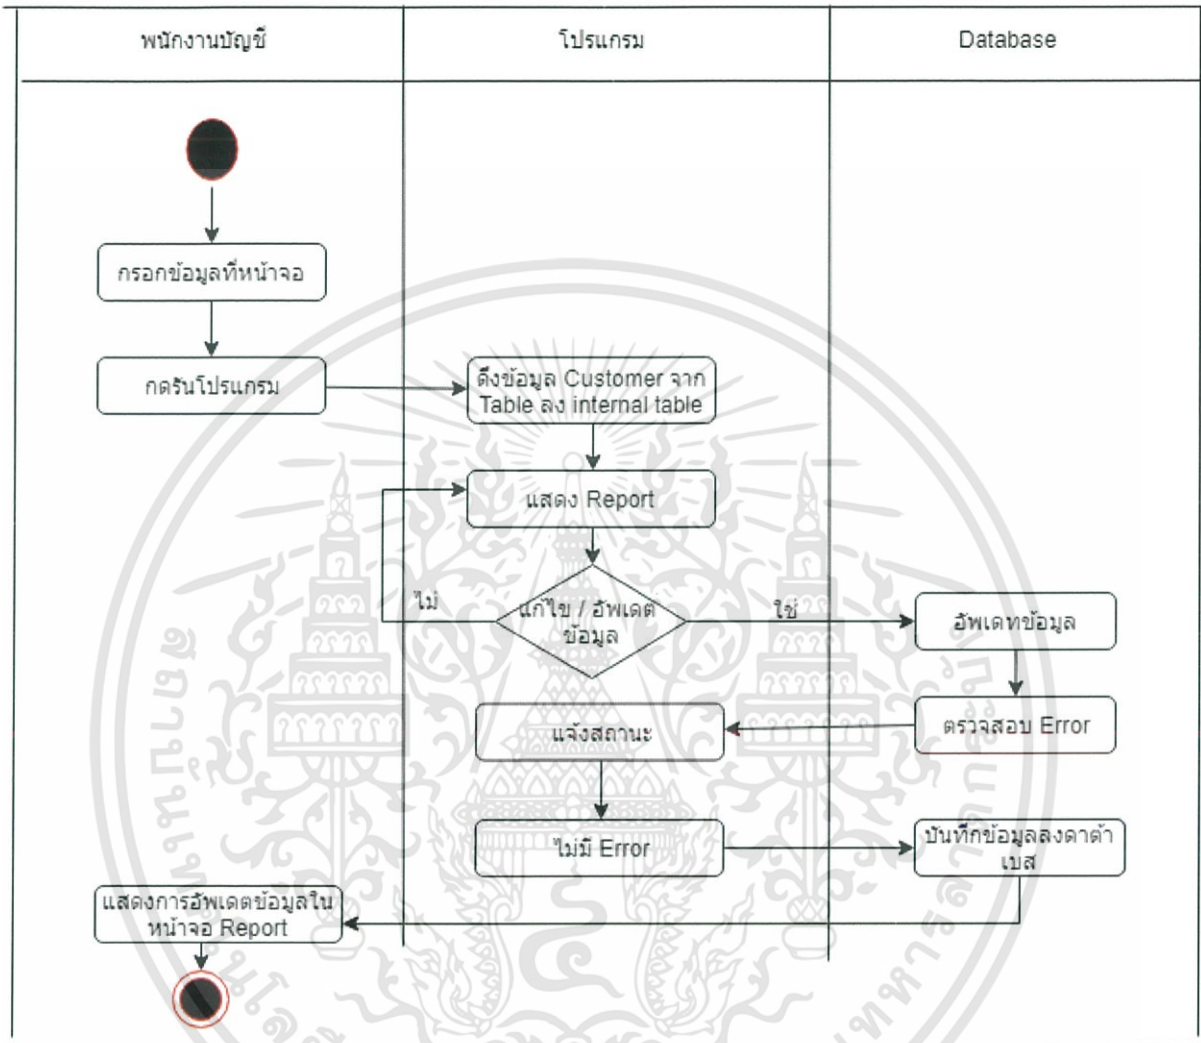 พนักงานบัญชี
โปรแกรม
Database
กรอกข้อมูลที่หน้าจอ
กดรันโปรแกรม
ดึงข้อมูล Customer จาก
Table ลง internal table
แสดง Report
ไม่
แก้ไข / อัพเดต
ข้อมูล
ใช่
อัพเดทข้อมูล
แจ้งสถานะ
ตรวจสอบ Error
ไม่มี Error
บันทึกข้อมูลลงดาต้า
เบส
แสดงการอัพเดตข้อมูลใน
หน้าจอ Report